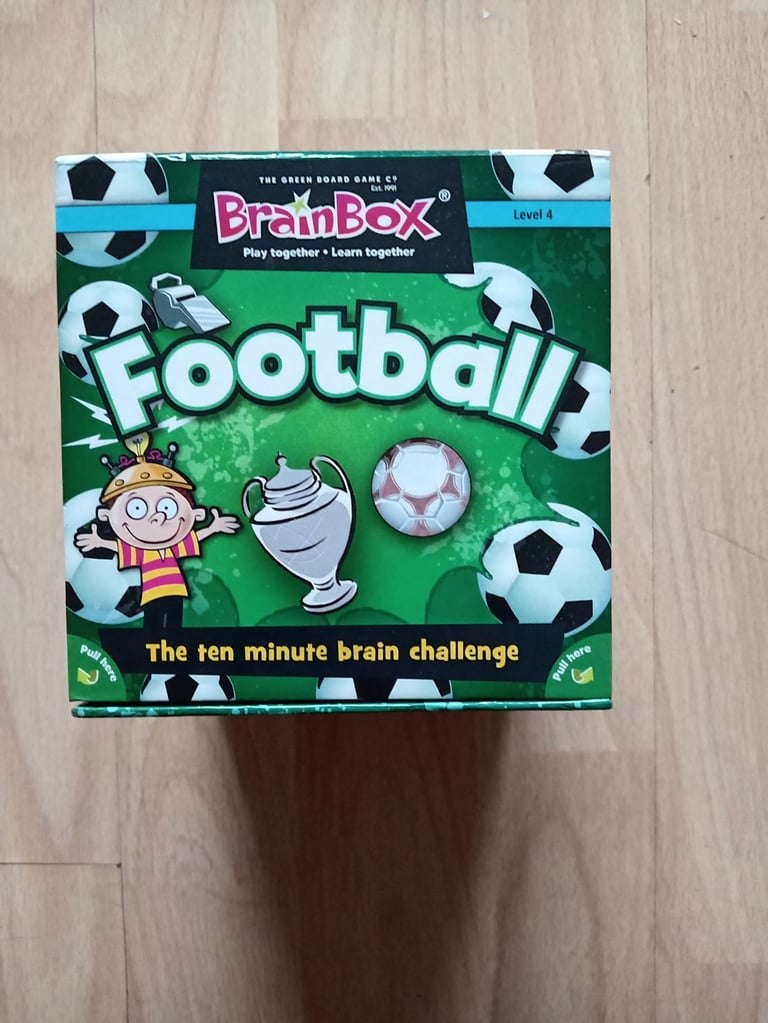 THE GREEN BOARD GAME Cº
Est. 1991
BrainBox®
Play together • Learn together
Level 4
Football
The ten minute brain challenge
Pull here
Pull here